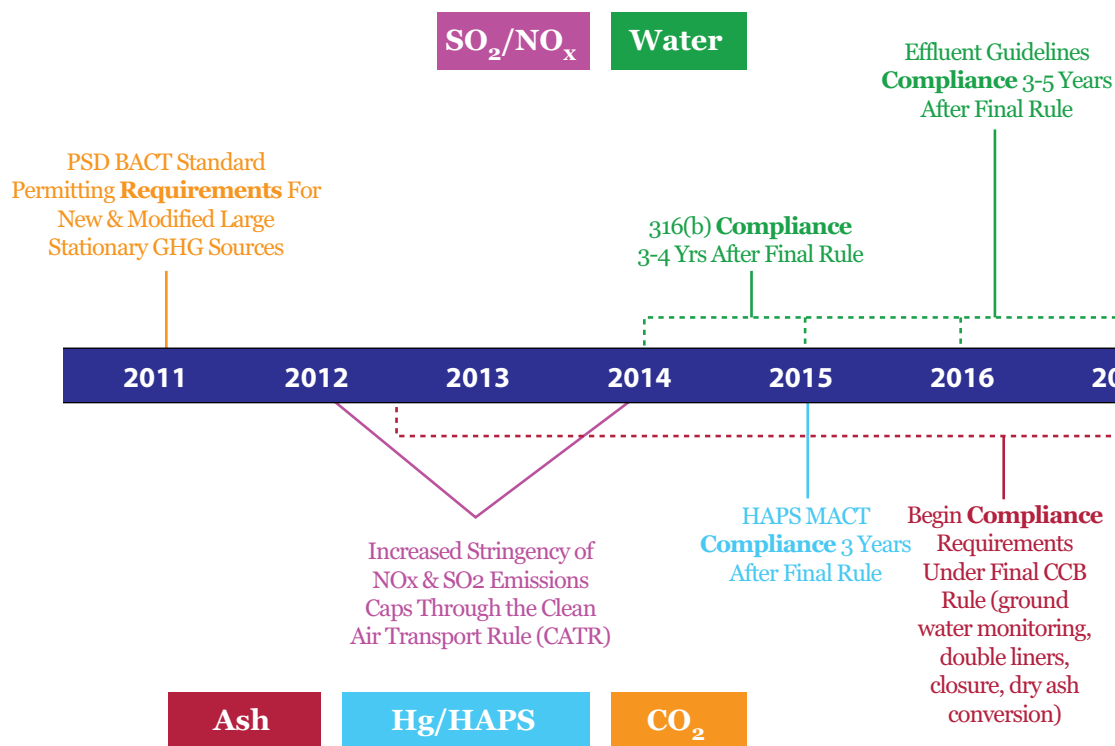 SO2/NOx
Water
Effluent Guidelines
Compliance 3-5 Years
After Final Rule
PSD BACT Standard
Permitting Requirements For
New & Modified Large
Stationary GHG Sources
316(b) Compliance
3-4 Yrs After Final Rule
2011
2012
2013
2014
2015
2016
Increased Stringency of
NOx & SO2 Emissions
Caps Through the Clean
Air Transport Rule (CATR)
HAPS MACT
Compliance 3 Years
After Final Rule
Begin Compliance
Requirements
Under Final CCB
Rule (ground
water monitoring,
double liners,
closure, dry ash
conversion)
Ash
Hg/HAPS
CO2